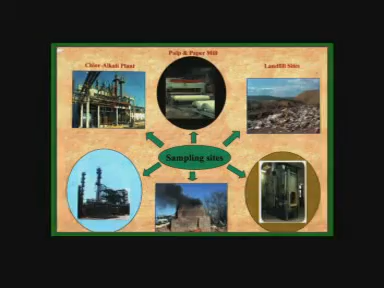 Pulp & Paper Mill
Chlor-Alkali Plant
Landfill Sites
Sampling sites